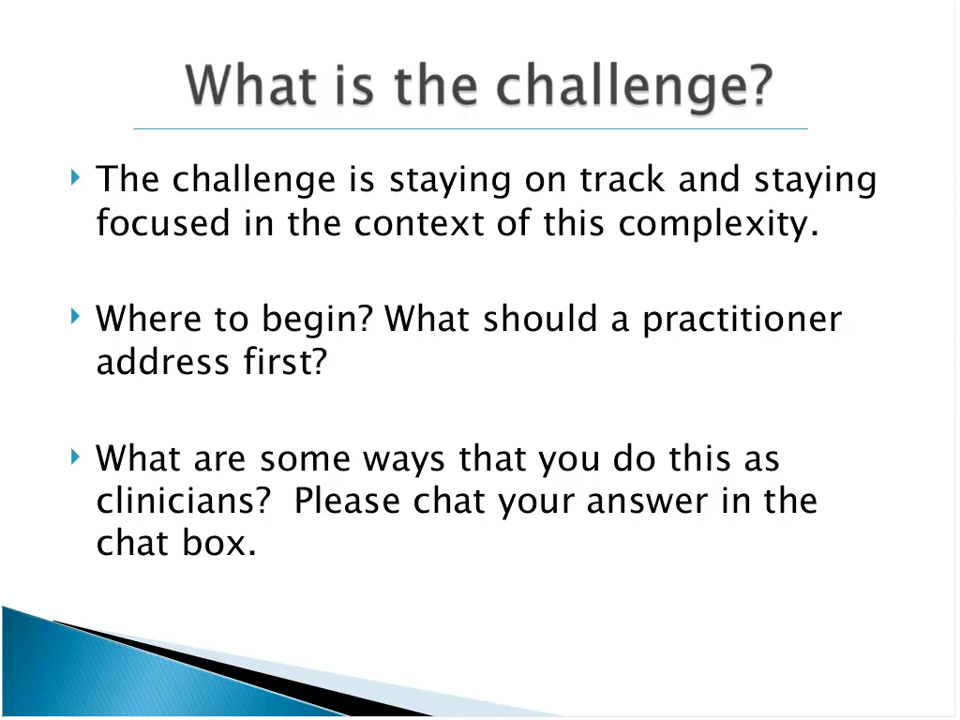 What is the challenge?
The challenge is staying on track and staying
focused in the context of this complexity.
Where to begin? What should a practitioner
address first?
What are some ways that you do this as
clinicians?  Please chat your answer in the
chat box.